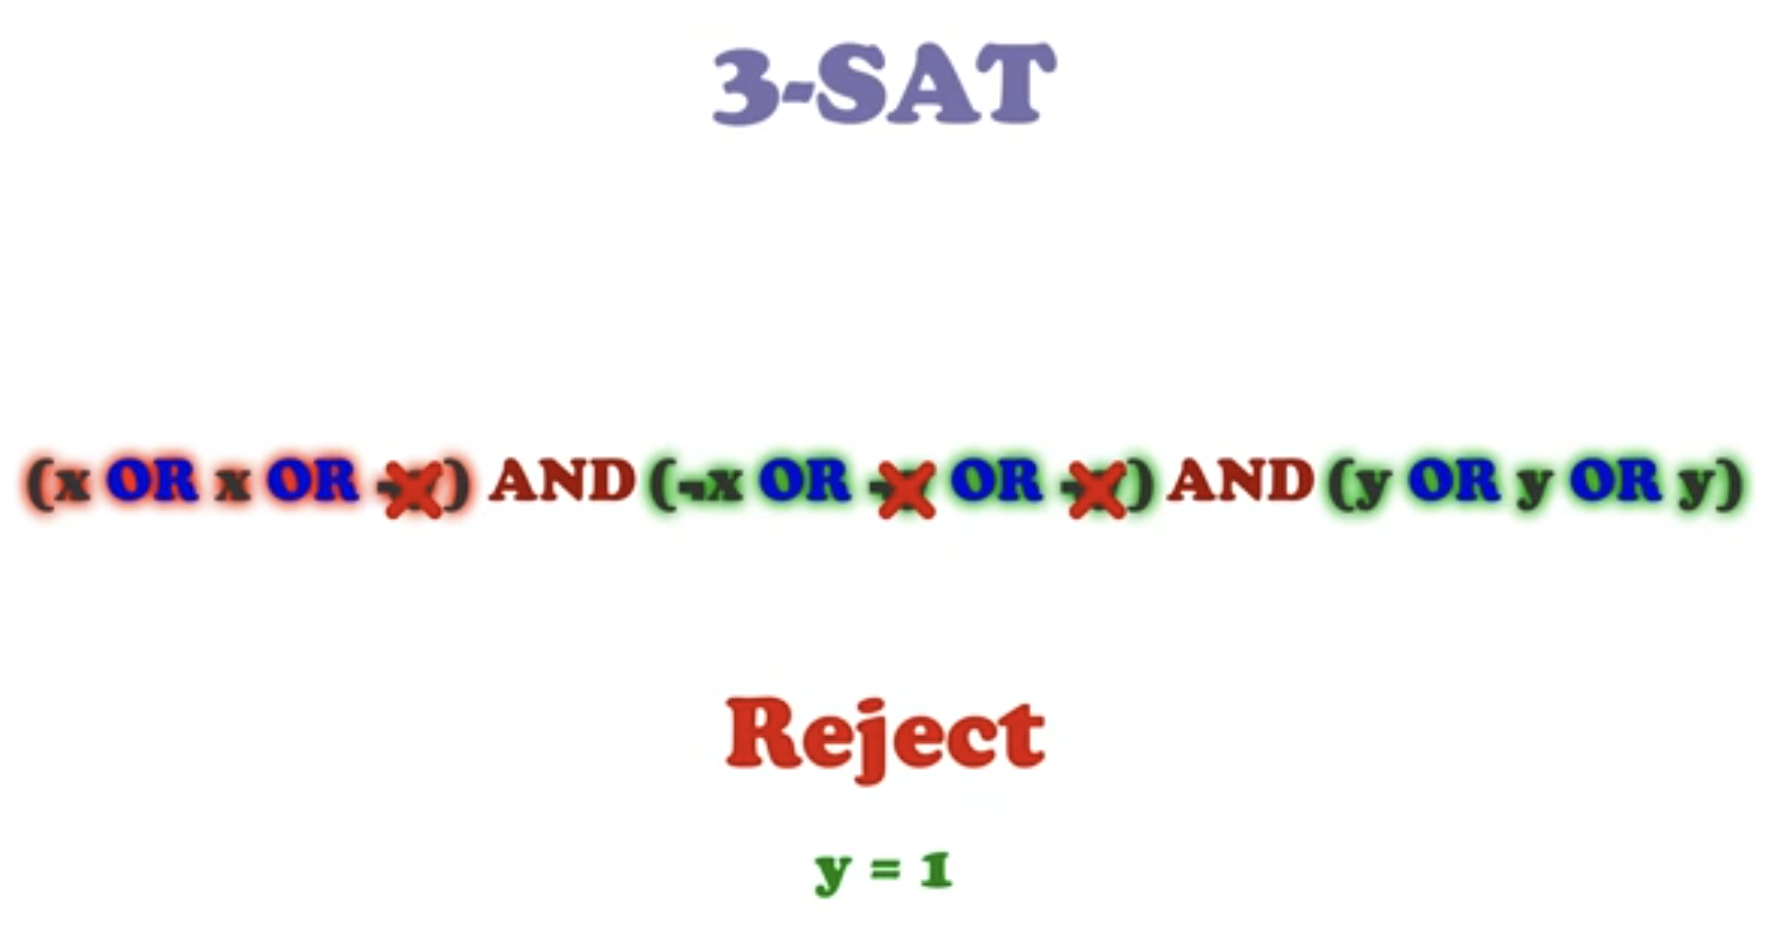 3-SAT
(x OR x OR ¬) AND (¬x OR ¬ OR ¬) AND (y OR y OR y)
Reject
y = 1